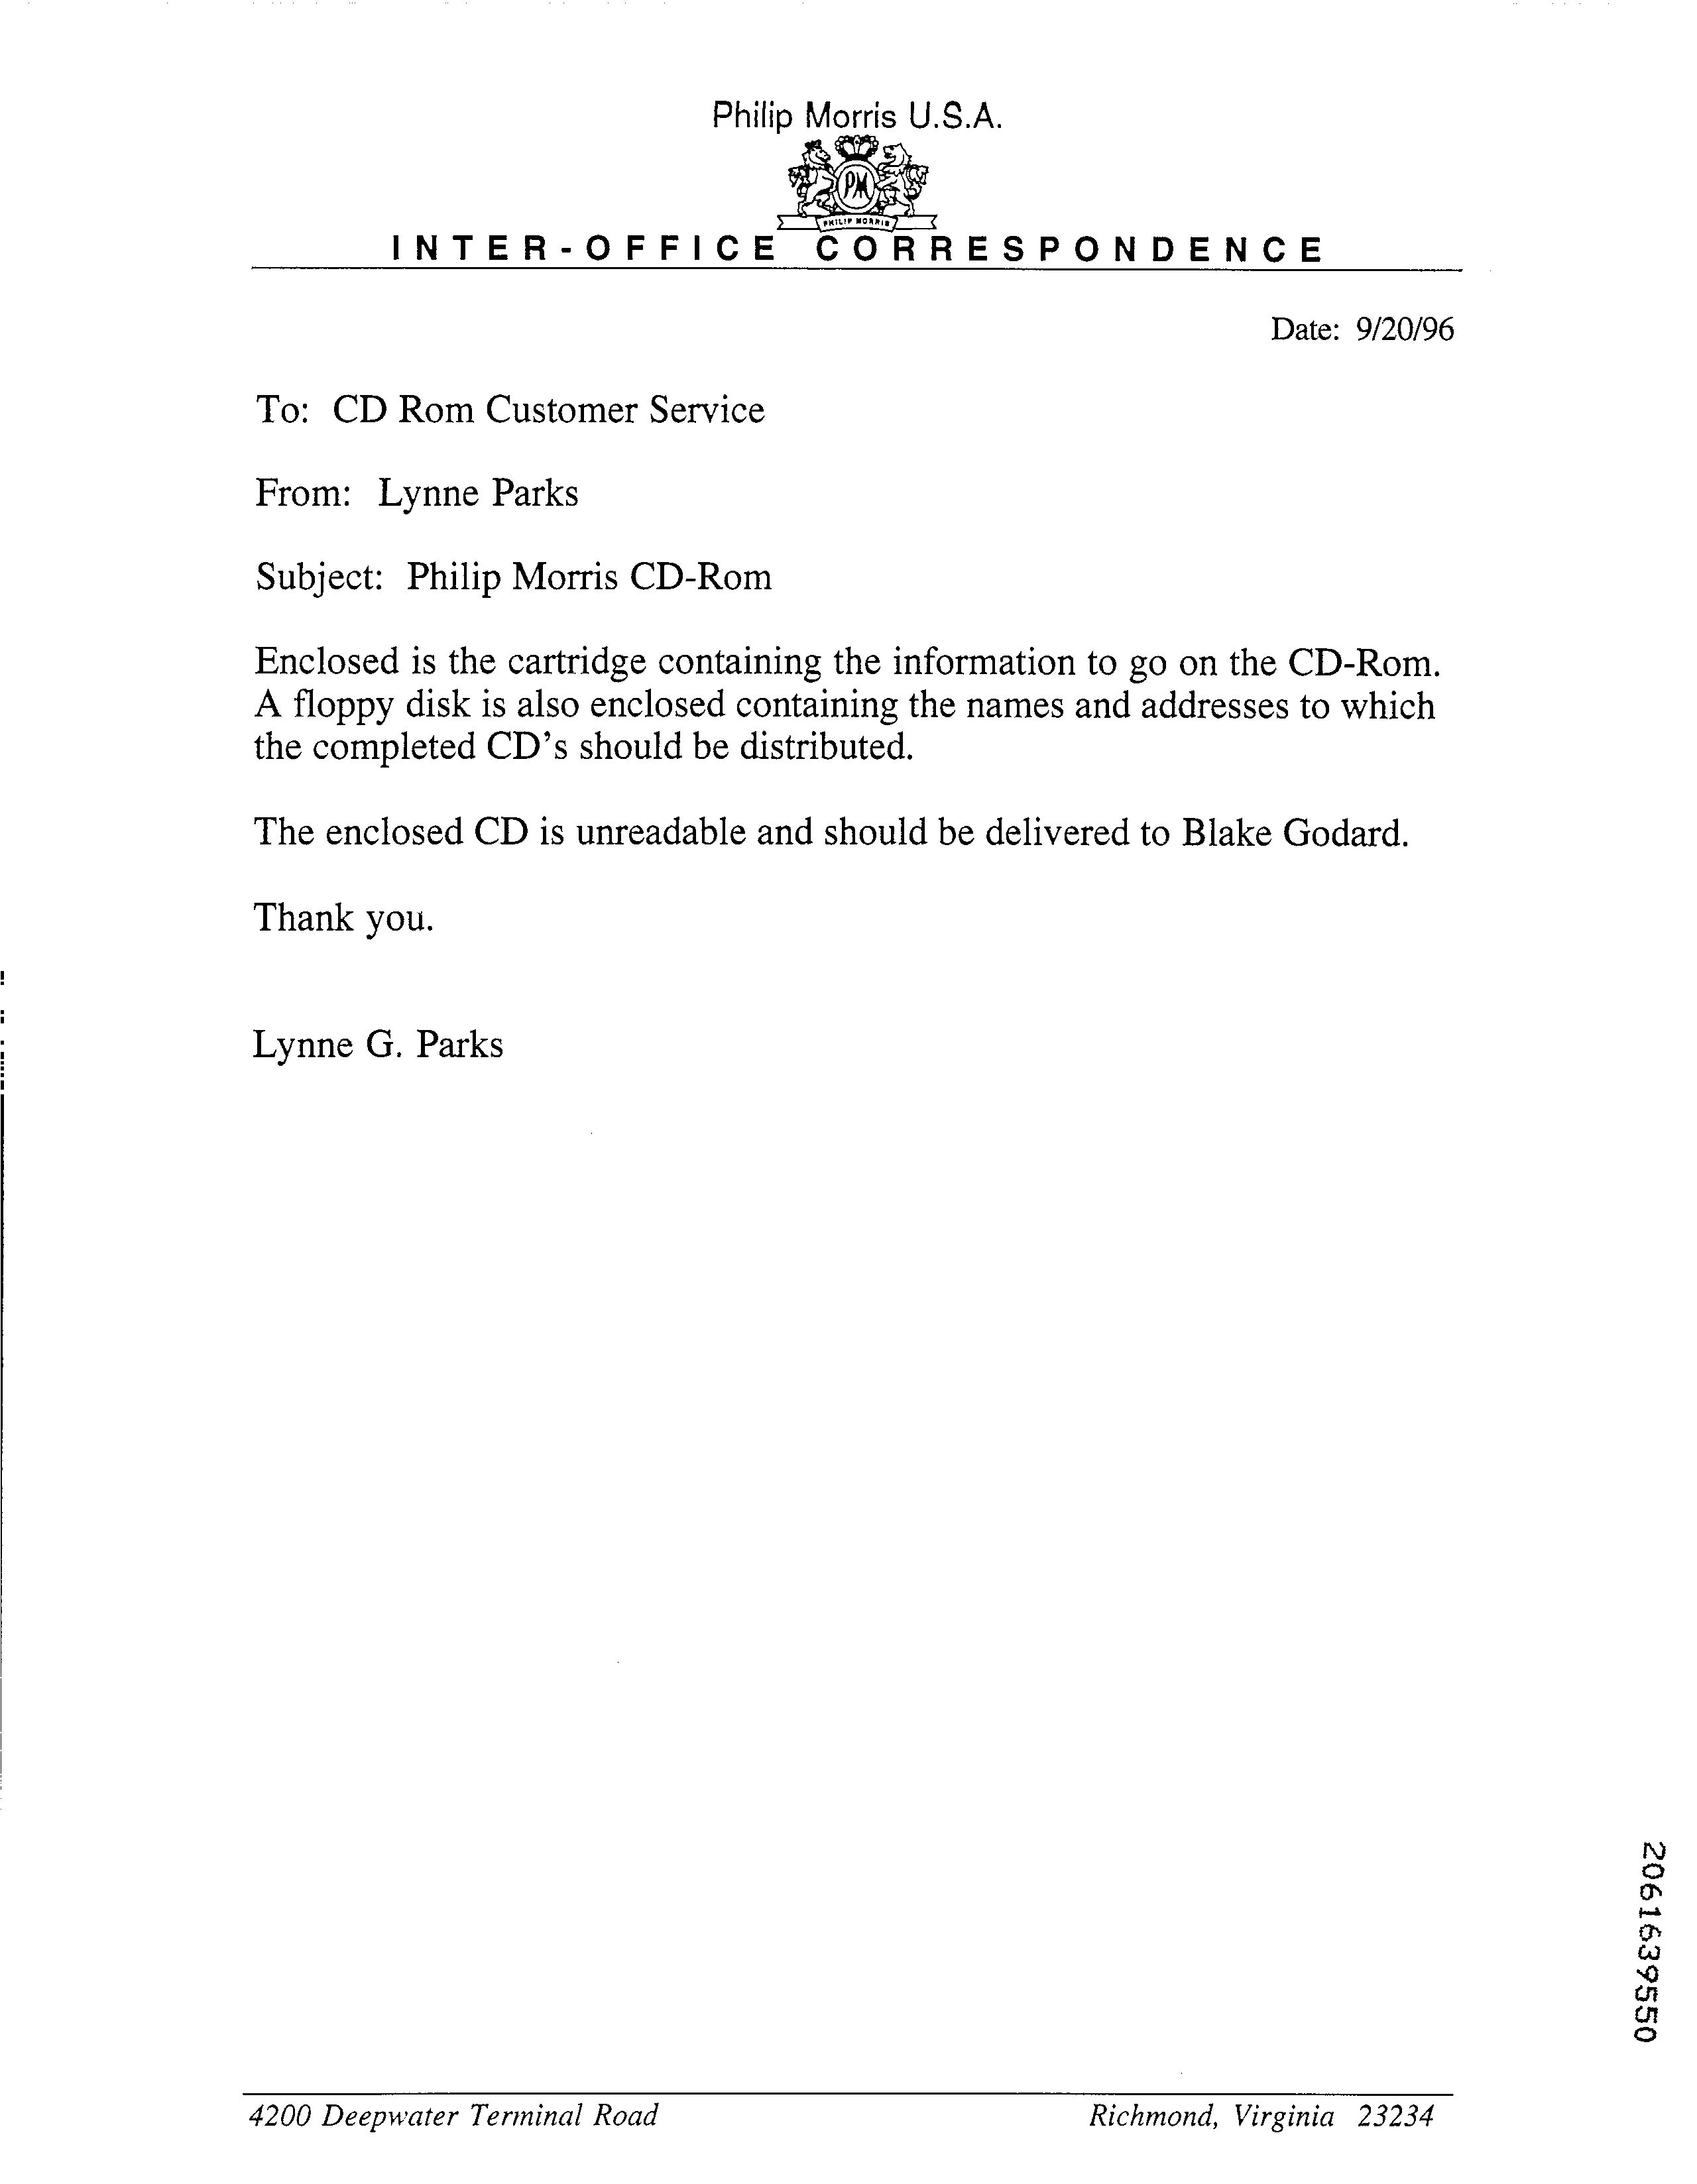 Philip Morris U.S.A.
PM
PHILIP MORRIS
INTER-OFFICE CORRESPONDENCE
Date: 9/20/96
To: CD Rom Customer Service
From: Lynne Parks
Subject: Philip Morris CD-Rom
Enclosed is the cartridge containing the information to go on the CD-Rom.
A floppy disk is also enclosed containing the names and addresses to which
the completed CD's should be distributed.
The enclosed CD is unreadable and should be delivered to Blake Godard.
Thank you.
Lynne G. Parks
2061639550
4200 Deepwater Terminal Road Richmond, Virginia 23234